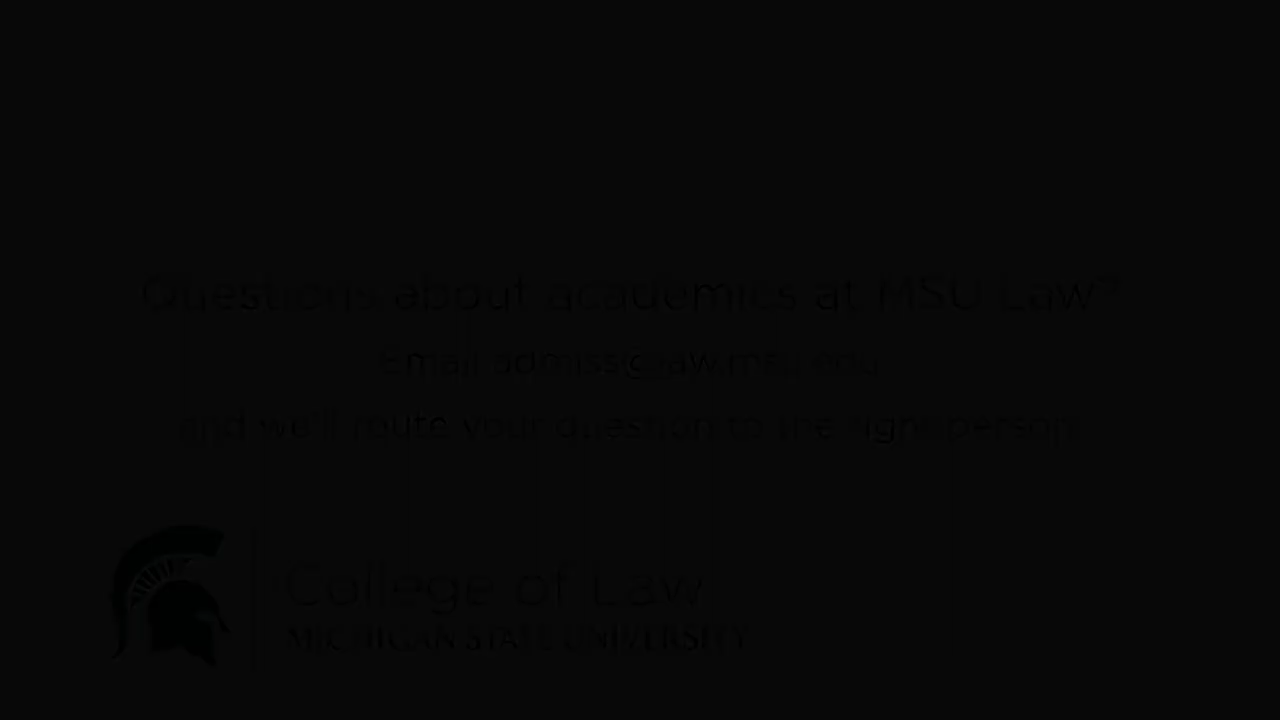 Questions about academics at MSU Law?
Email admiss@law.msu.edu
and we'll route your question to the right person.
College of Law
MICHIGAN STATE UNIVERSITY